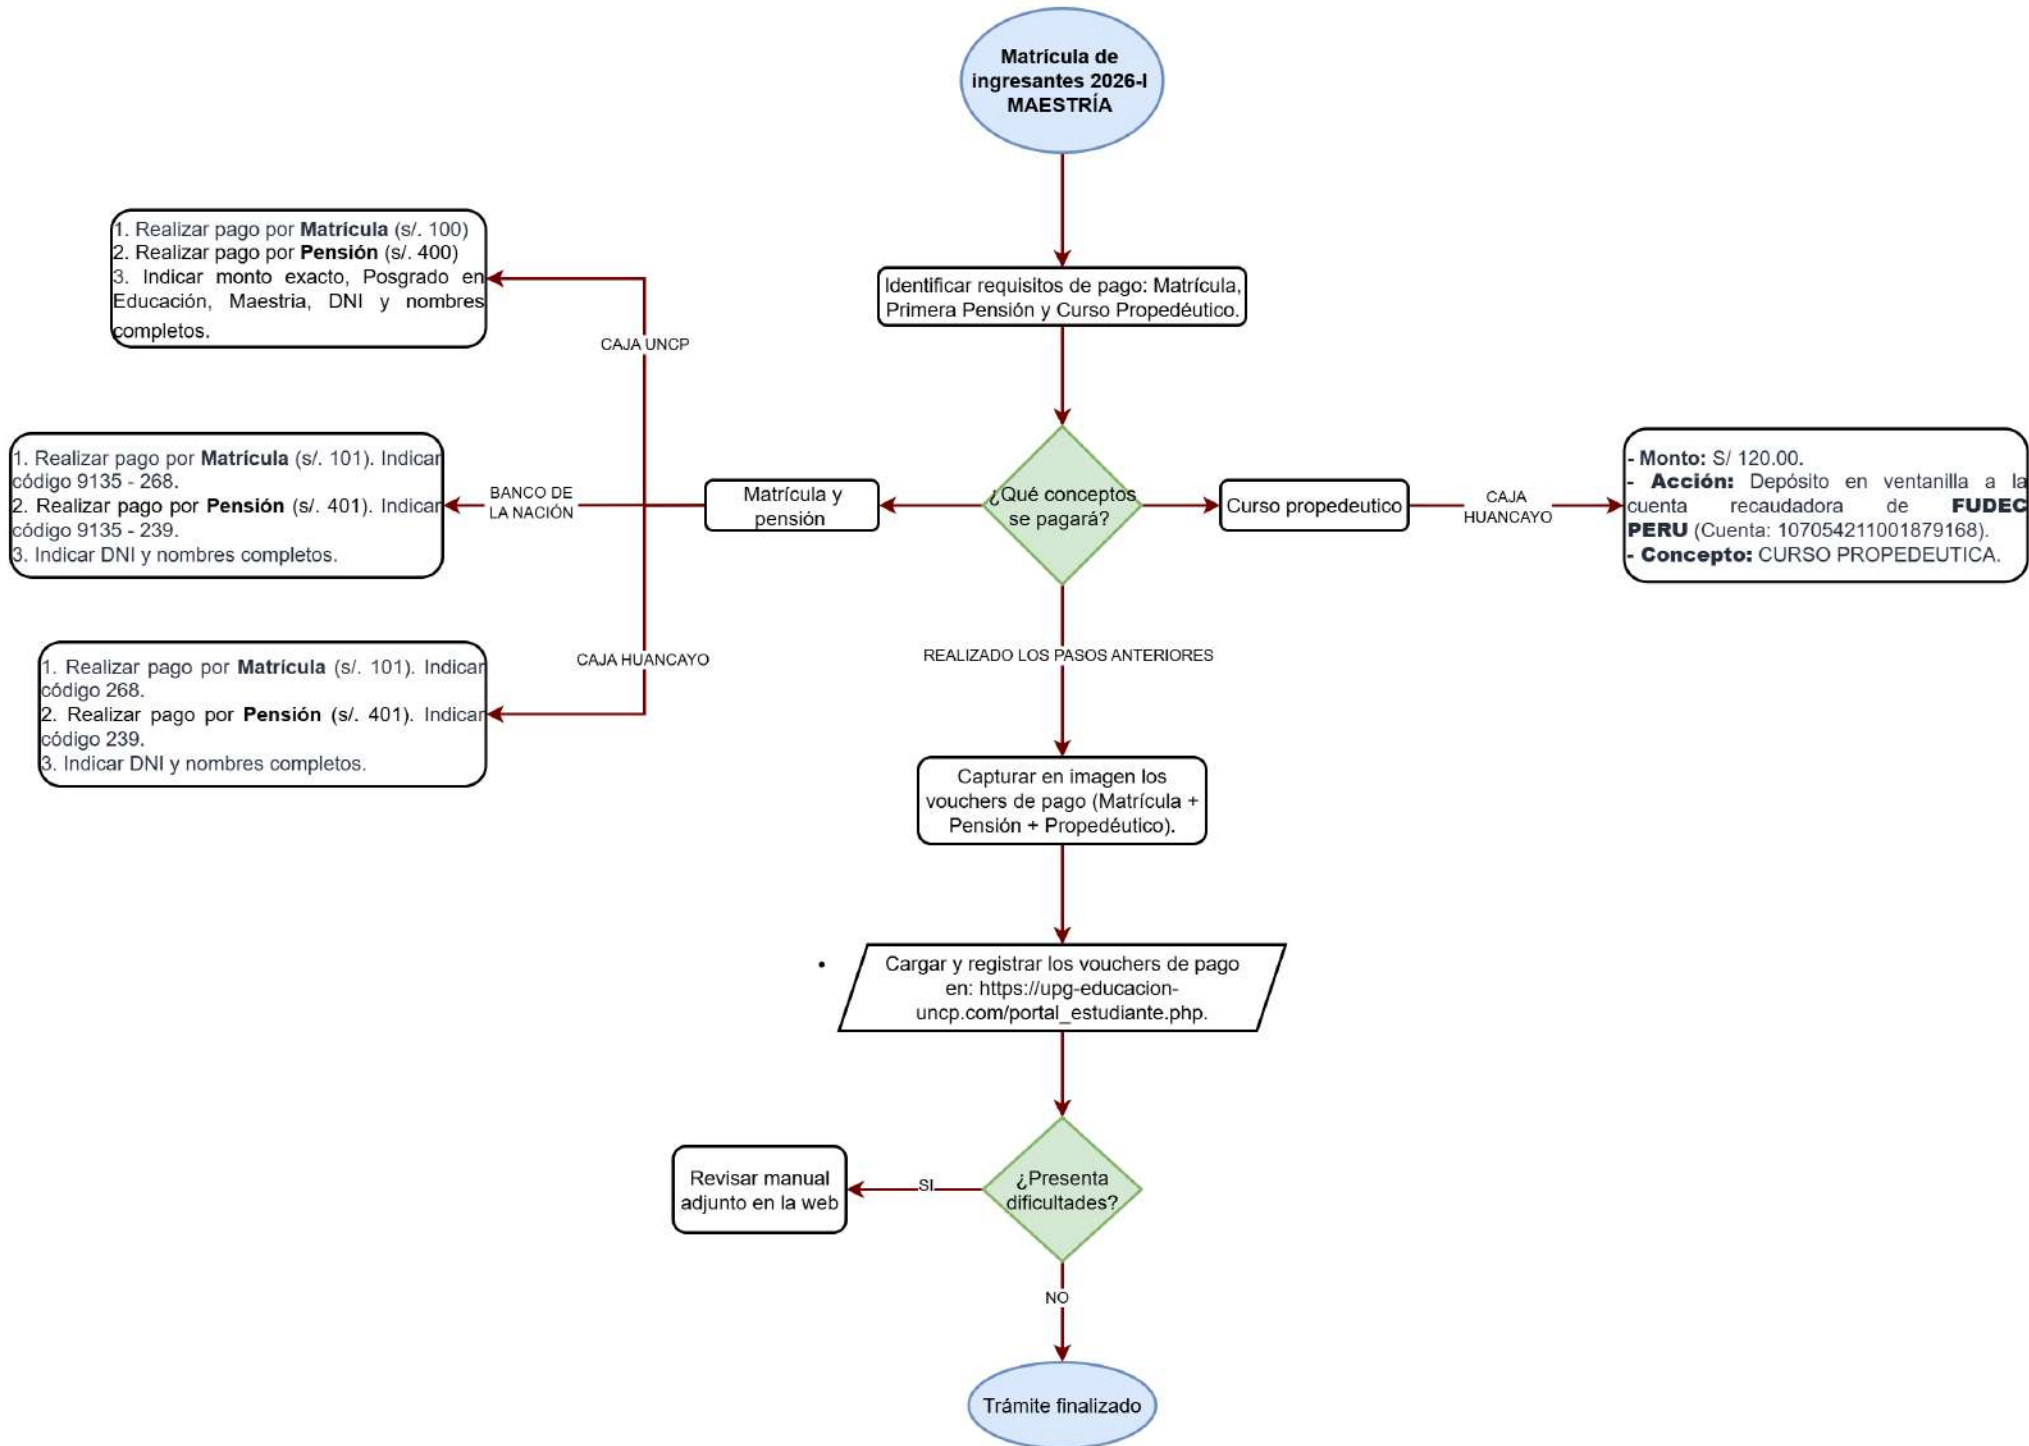 Matrícula de
ingresantes 2026-I
MAESTRÍA
Identificar requisitos de pago: Matrícula,
Primera Pensión y Curso Propedéutico.
1. Realizar pago por Matrícula (s/. 100)
2. Realizar pago por Pensión (s/. 400)
3. Indicar monto exacto, Posgrado en
Educación, Maestria, DNI y nombres
completos.
CAJA UNCP
1. Realizar pago por Matrícula (s/. 101). Indicar
código 9135 - 268.
2. Realizar pago por Pensión (s/. 401). Indicar
código 9135 - 239.
3. Indicar DNI y nombres completos.
BANCO DE
LA NACIÓN
Matrícula y
pensión
¿Qué conceptos
se pagará?
Curso propedeutico
CAJA
HUANCAYO
- Monto: S/ 120.00.
- Acción: Depósito en ventanilla a la
cuenta recaudadora de FUDEC
PERU (Cuenta: 107054211001879168).
- Concepto: CURSO PROPEDEUTICA.
1. Realizar pago por Matrícula (s/. 101). Indicar
código 268.
2. Realizar pago por Pensión (s/. 401). Indicar
código 239.
3. Indicar DNI y nombres completos.
CAJA HUANCAYO
REALIZADO LOS PASOS ANTERIORES
Capturar en imagen los
vouchers de pago (Matrícula +
Pensión + Propedéutico).
• Cargar y registrar los vouchers de pago
en: https://upg-educacion-
uncp.com/portal_estudiante.php.
¿Presenta
dificultades?
SI
Revisar manual
adjunto en la web
NO
Trámite finalizado